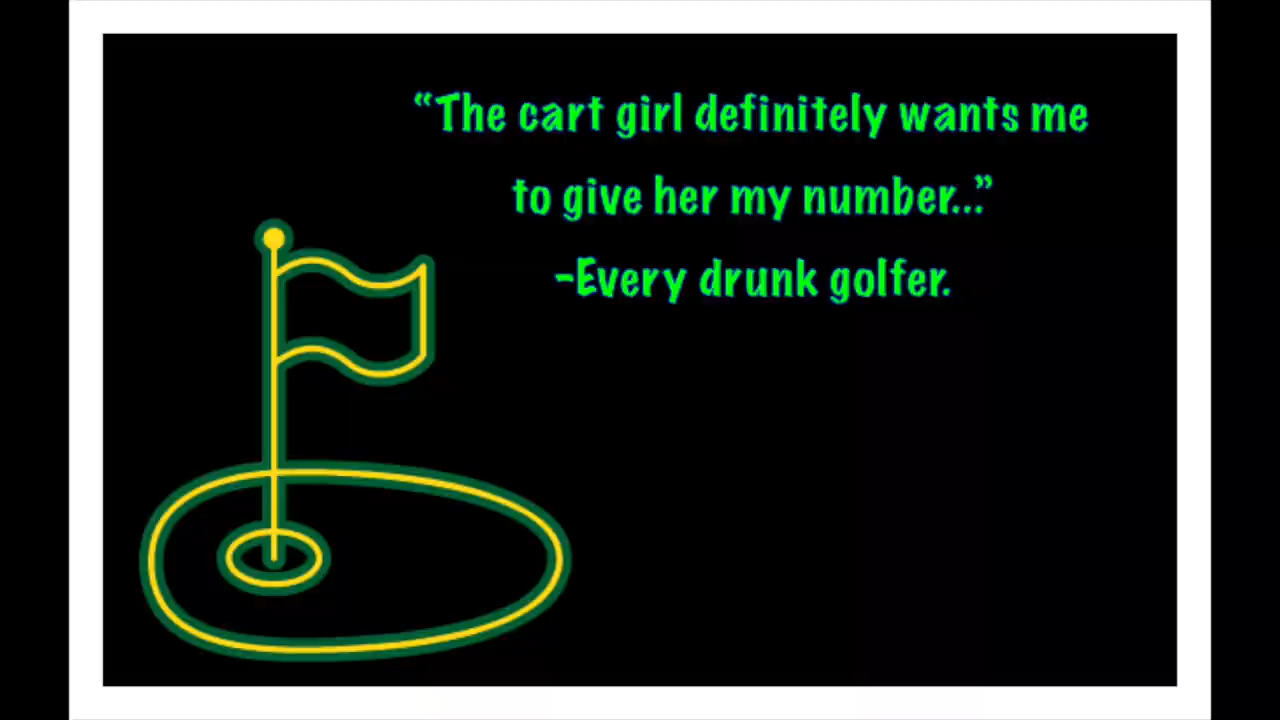 “The cart girl definitely wants me
to give her my number...”
-Every drunk golfer.